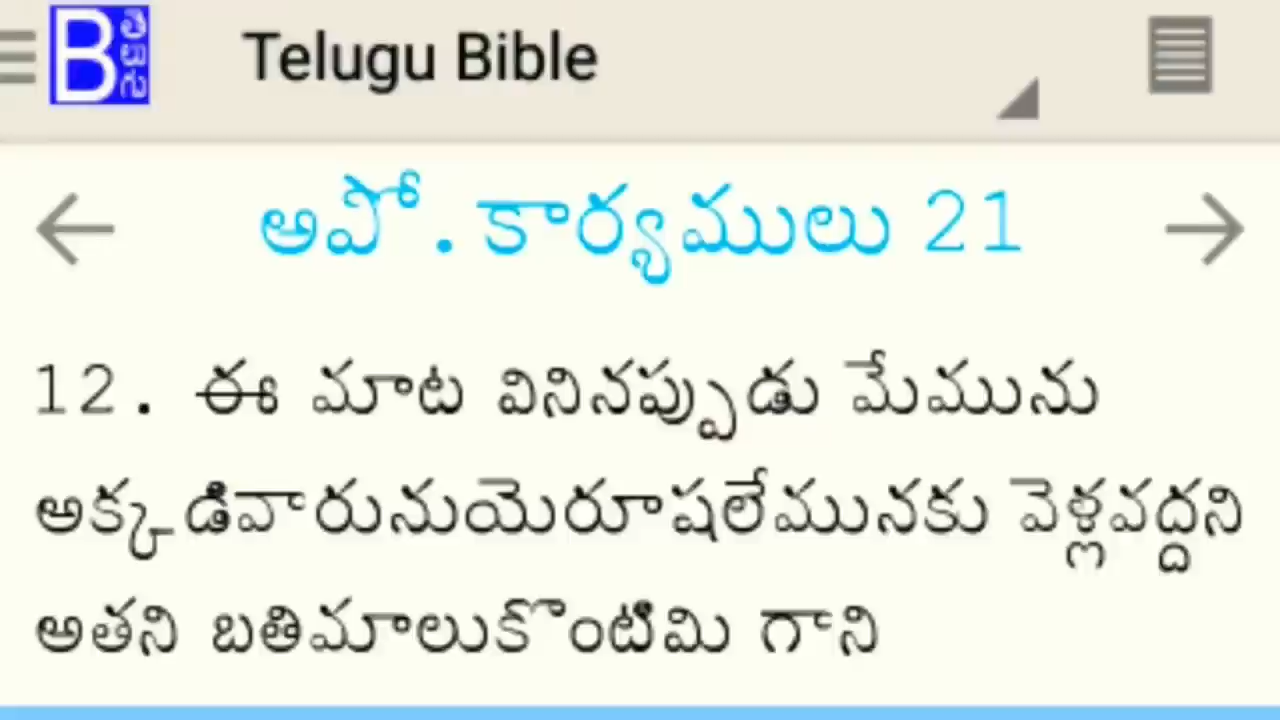 B తెలుగు
Telugu Bible
అపో.కార్యములు 21
12. ఈ మాట వినినప్పుడు మేమును
అక్కడివారునుయెరూషలేమునకు వెళ్లవద్దని
అతని బతిమాలుకొంటిమి గాని